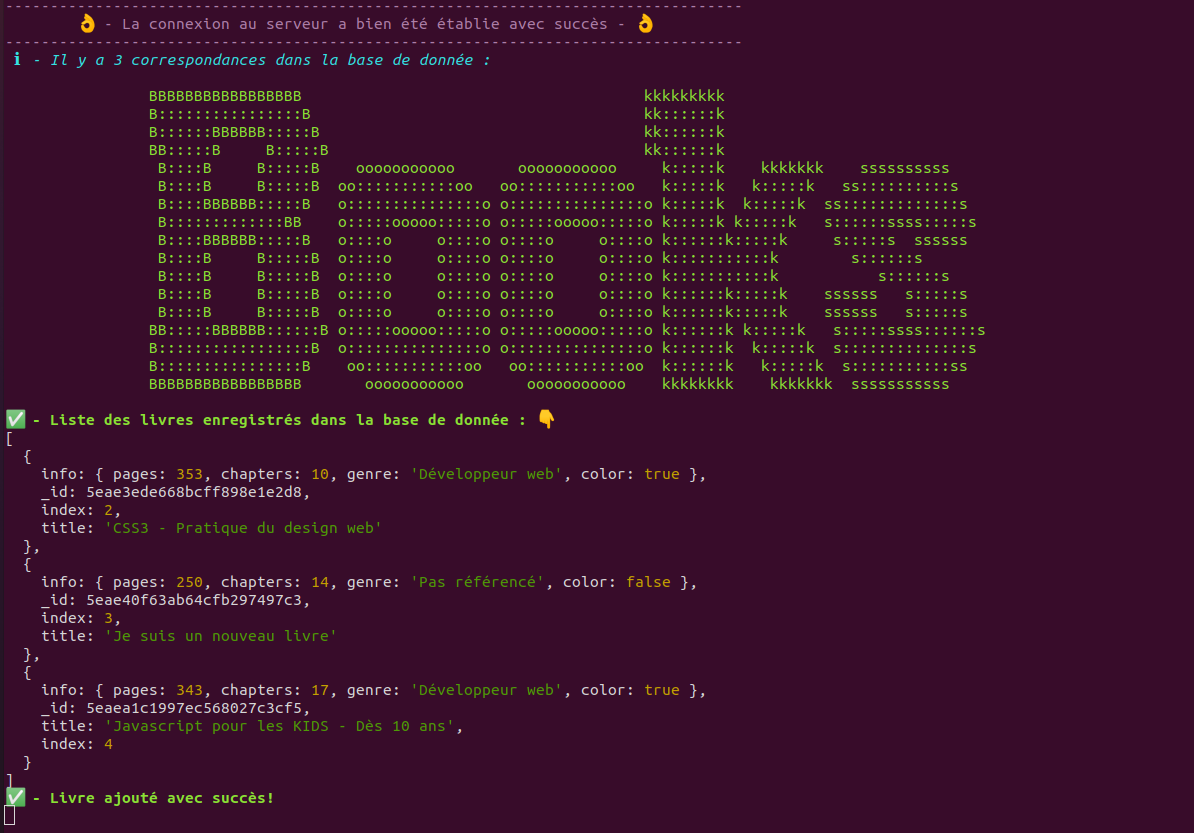 ----------------------------------------------------------------------------------
        👌 - La connexion au serveur a bien été établie avec succès - 👌
----------------------------------------------------------------------------------
 ℹ - Il y a 3 correspondances dans la base de donnée :
                BBBBBBBBBBBBBBBBB                                      kkkkkkkkk
                B::::::::::::::::B                                     kk::::::k
                B::::::BBBBBB:::::B                                    kk::::::k
                BB:::::B     B:::::B                                   kk::::::k
                 B::::B     B:::::B    ooooooooooo       ooooooooooo     k:::::k    kkkkkkk    ssssssssss
                 B::::B     B:::::B  oo:::::::::::oo   oo:::::::::::oo   k:::::k   k:::::k   ss::::::::::s
                 B::::BBBBBB:::::B   o:::::::::::::::o o:::::::::::::::o k:::::k  k:::::k  ss:::::::::::::s
                 B:::::::::::::BB    o:::::ooooo:::::o o:::::ooooo:::::o k:::::k k:::::k   s::::::ssss:::::s
                 B::::BBBBBB:::::B   o::::o     o::::o o::::o     o::::o k::::::k:::::k     s:::::s  ssssss
                 B::::B     B:::::B  o::::o     o::::o o::::o     o::::o k:::::::::::k        s::::::s
                 B::::B     B:::::B  o::::o     o::::o o::::o     o::::o k:::::::::::k           s::::::s
                 B::::B     B:::::B  o::::o     o::::o o::::o     o::::o k::::::k:::::k    ssssss   s:::::s
                 B::::B     B:::::B  o::::o     o::::o o::::o     o::::o k::::::k:::::k    ssssss   s:::::s
                BB:::::BBBBBB::::::B o:::::ooooo:::::o o:::::ooooo:::::o k::::::k k:::::k   s:::::ssss::::::s
                B:::::::::::::::::B  o:::::::::::::::o o:::::::::::::::o k::::::k  k:::::k  s::::::::::::::s
                B::::::::::::::::B    oo:::::::::::oo   oo:::::::::::oo  k::::::k   k:::::k  s:::::::::::ss
                BBBBBBBBBBBBBBBBB       ooooooooooo       ooooooooooo    kkkkkkkk    kkkkkkk  sssssssssss
✅ - Liste des livres enregistrés dans la base de donnée : 👇
[
  {
    info: { pages: 353, chapters: 10, genre: 'Développeur web', color: true },
    _id: 5eae3ede668bcff898e1e2d8,
    index: 2,
    title: 'CSS3 - Pratique du design web'
  },
  {
    info: { pages: 250, chapters: 14, genre: 'Pas référencé', color: false },
    _id: 5eae40f63ab64cfb297497c3,
    index: 3,
    title: 'Je suis un nouveau livre'
  },
  {
    info: { pages: 343, chapters: 17, genre: 'Développeur web', color: true },
    _id: 5eaea1c1997ec568027c3cf5,
    title: 'Javascript pour les KIDS - Dès 10 ans',
    index: 4
  }
]
✅ - Livre ajouté avec succès!